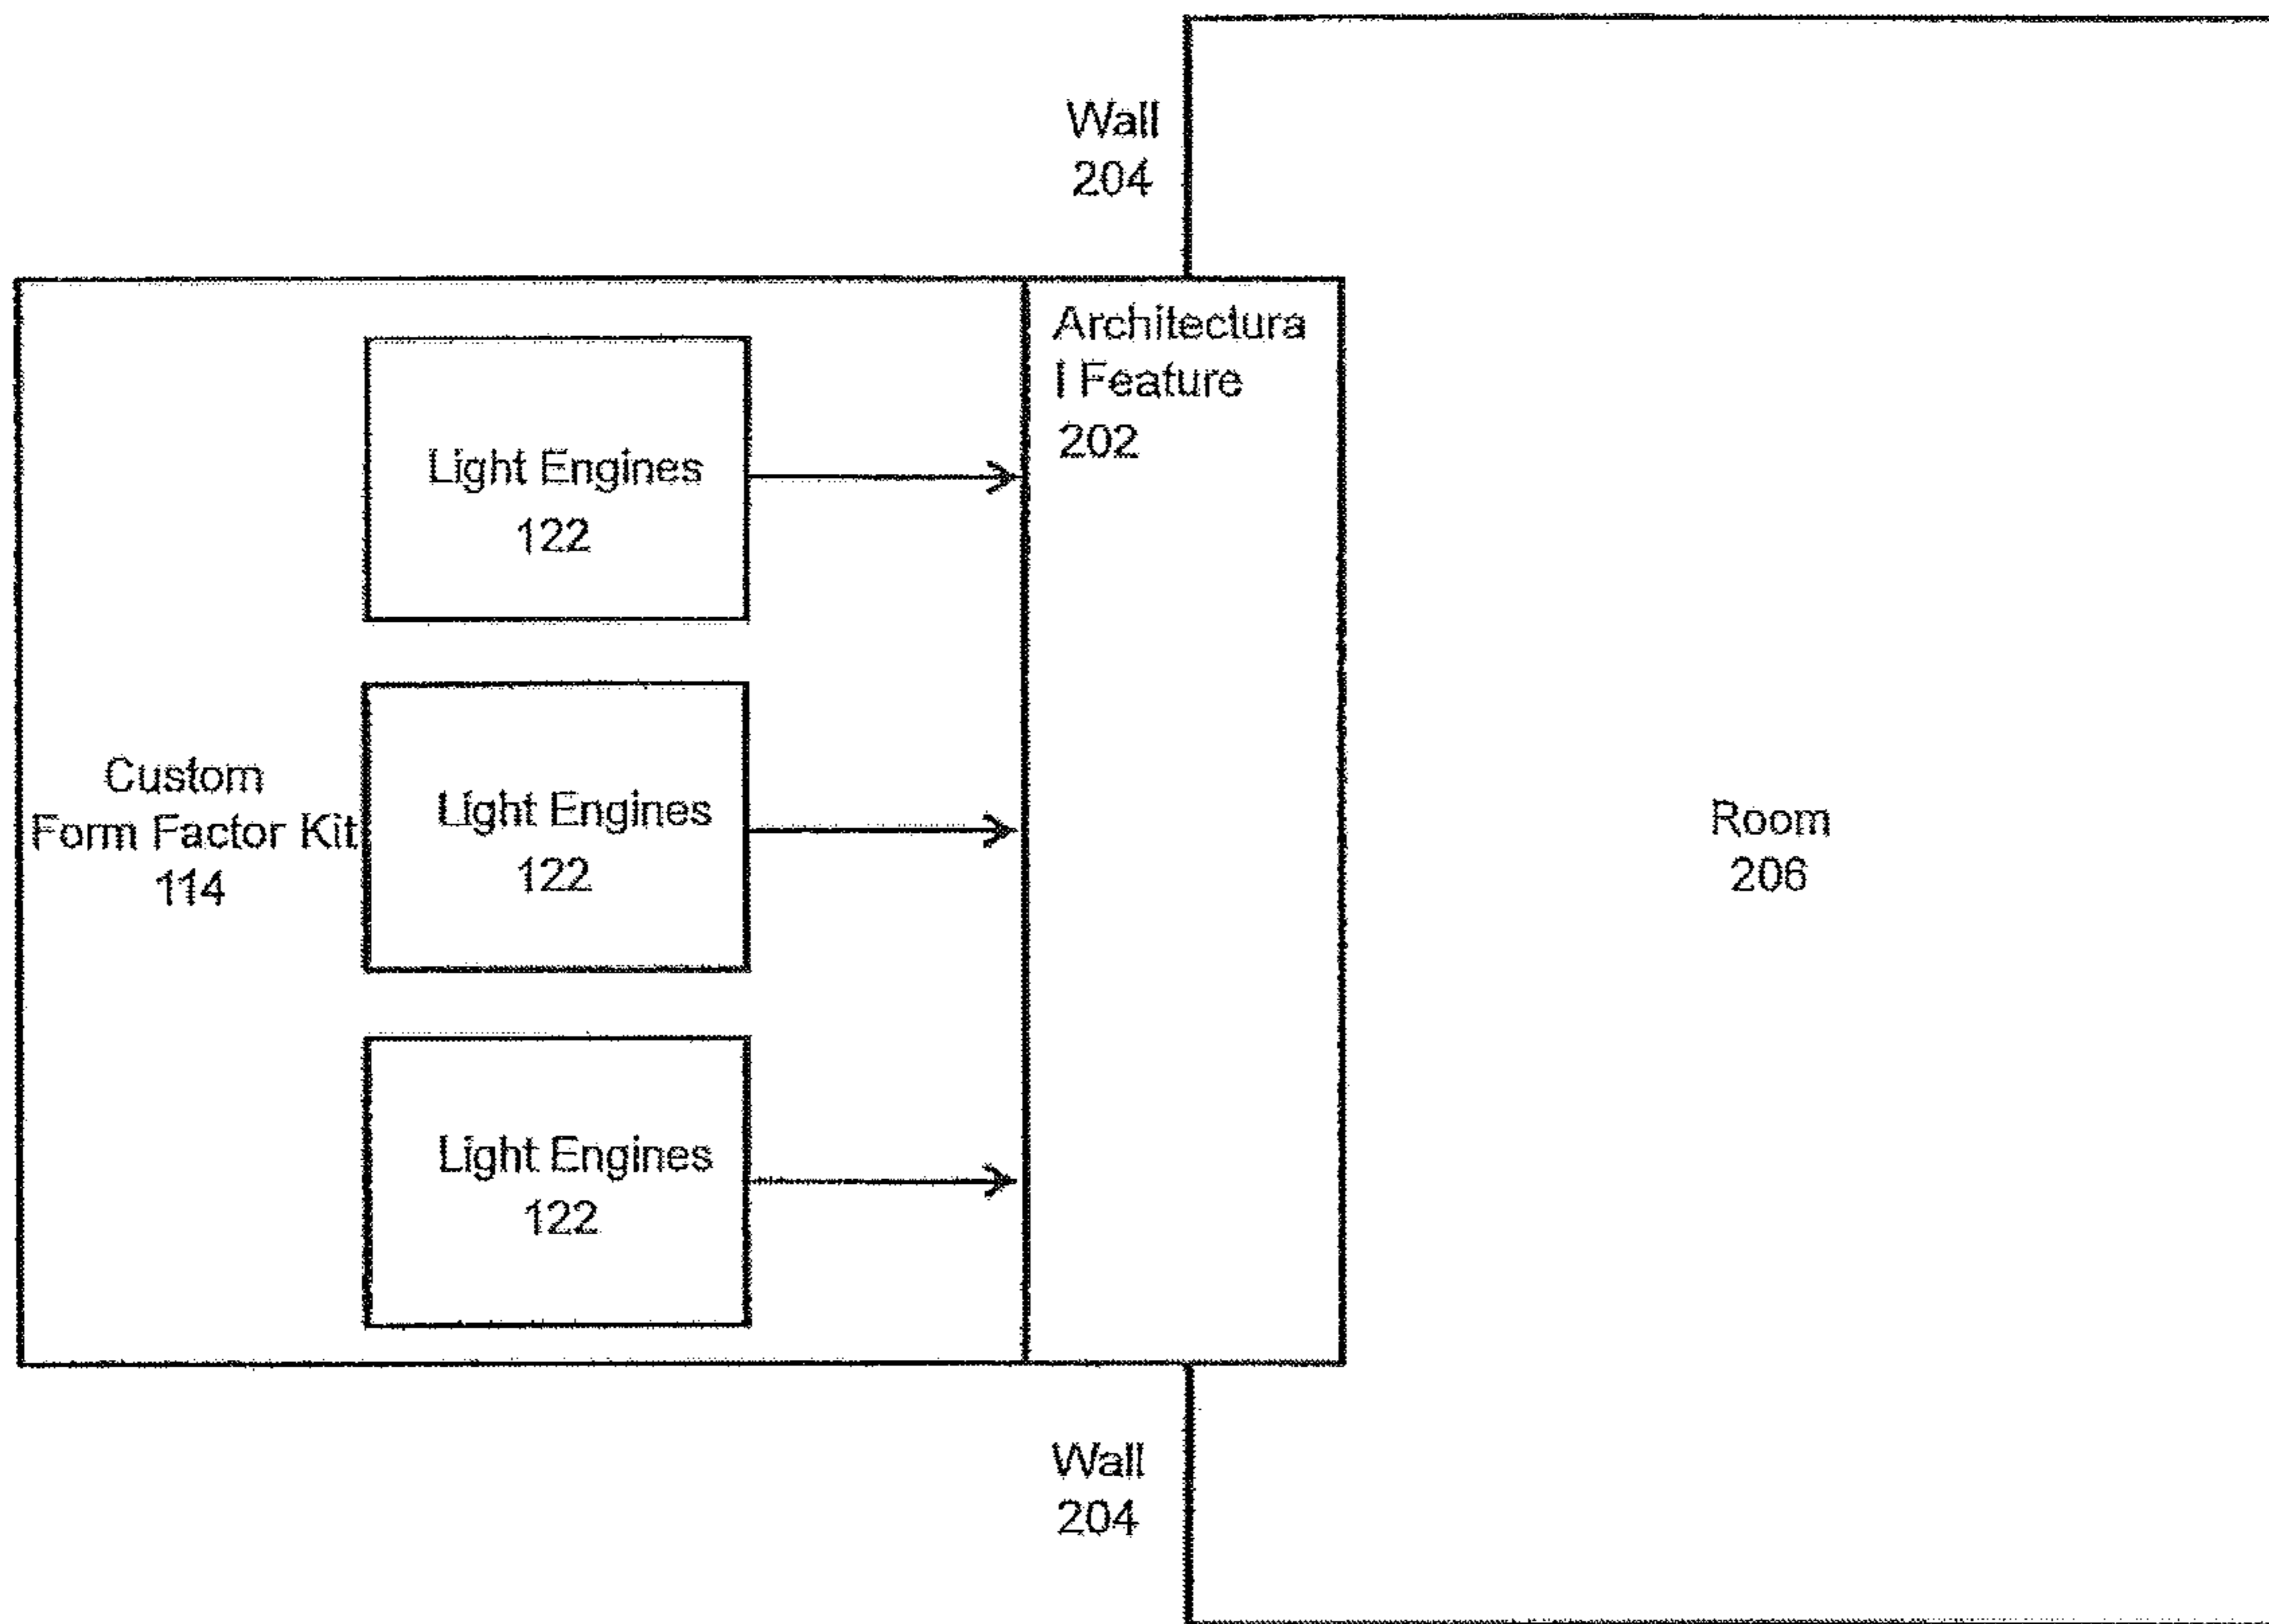 Wall
204
Architectura
l Feature
202
Light Engines
122
Custom
Form Factor Kit
114
Light Engines
122
Room
206
Light Engines
122
Wall
204